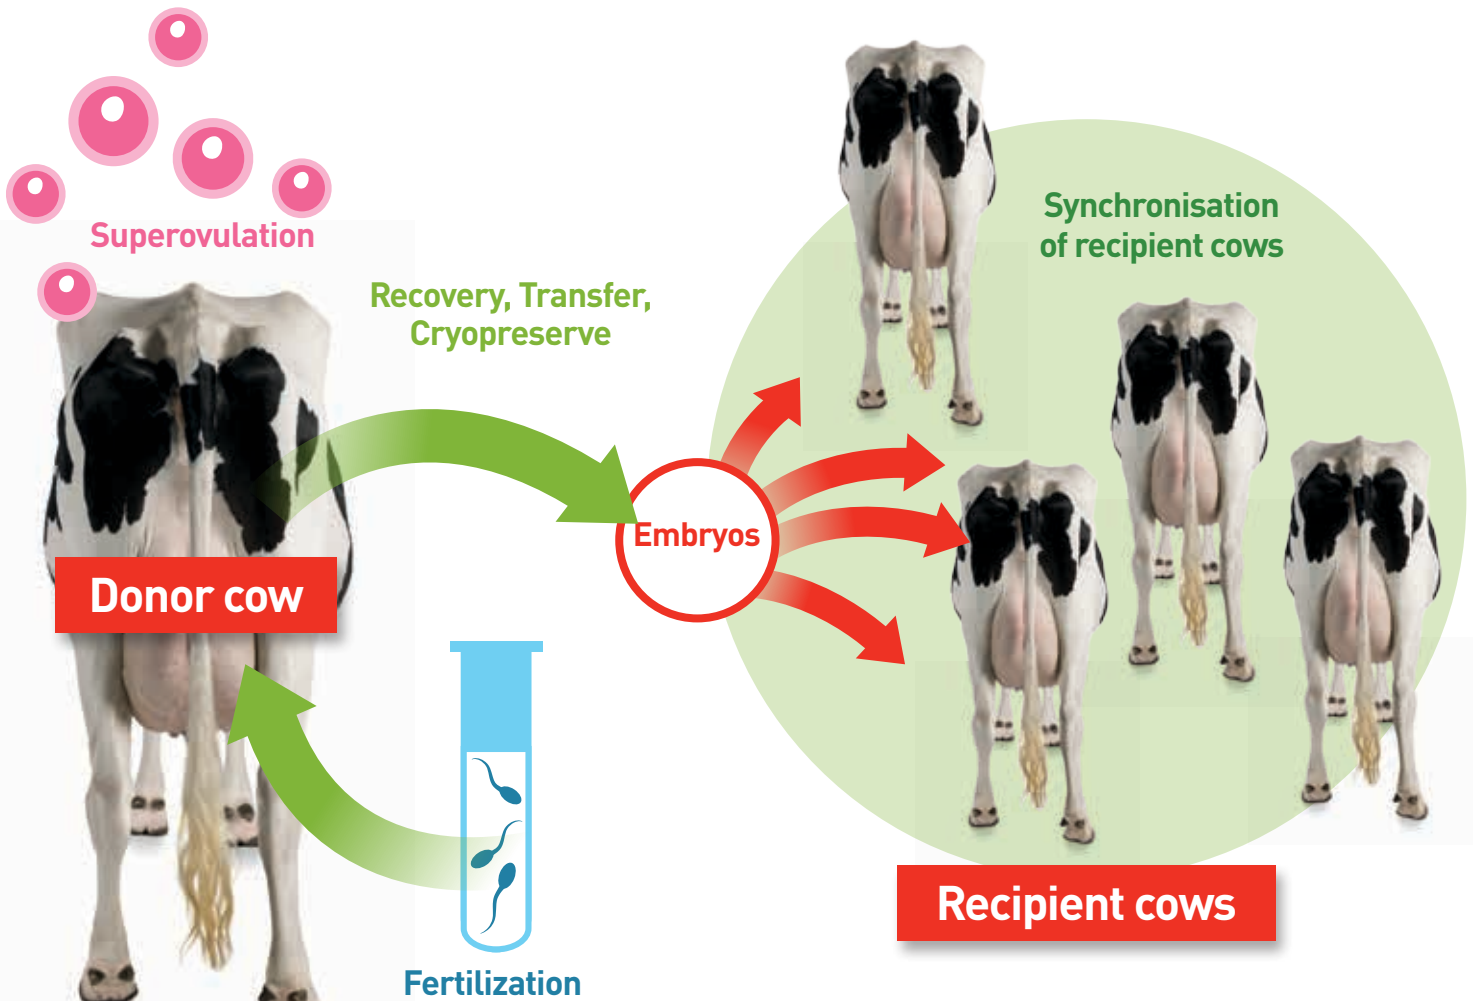 Superovulation
Recovery, Transfer,
Cryopreserve
Synchronisation
of recipient cows
Embryos
Donor cow
Recipient cows
Fertilization